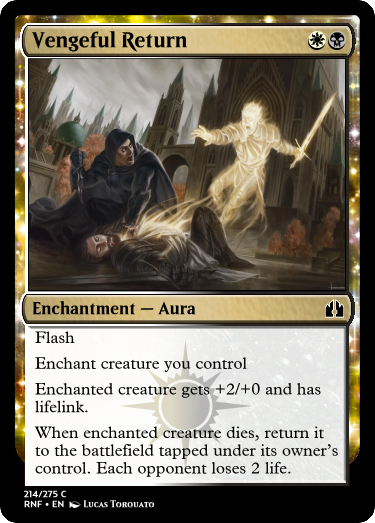 Vengeful Return
Enchantment — Aura
Flash
Enchant creature you control
Enchanted creature gets +2/+0 and has
lifelink.
When enchanted creature dies, return it
to the battlefield tapped under its owner's
control. Each opponent loses 2 life.
214/275 C
RNF • EN Lucas Torquato